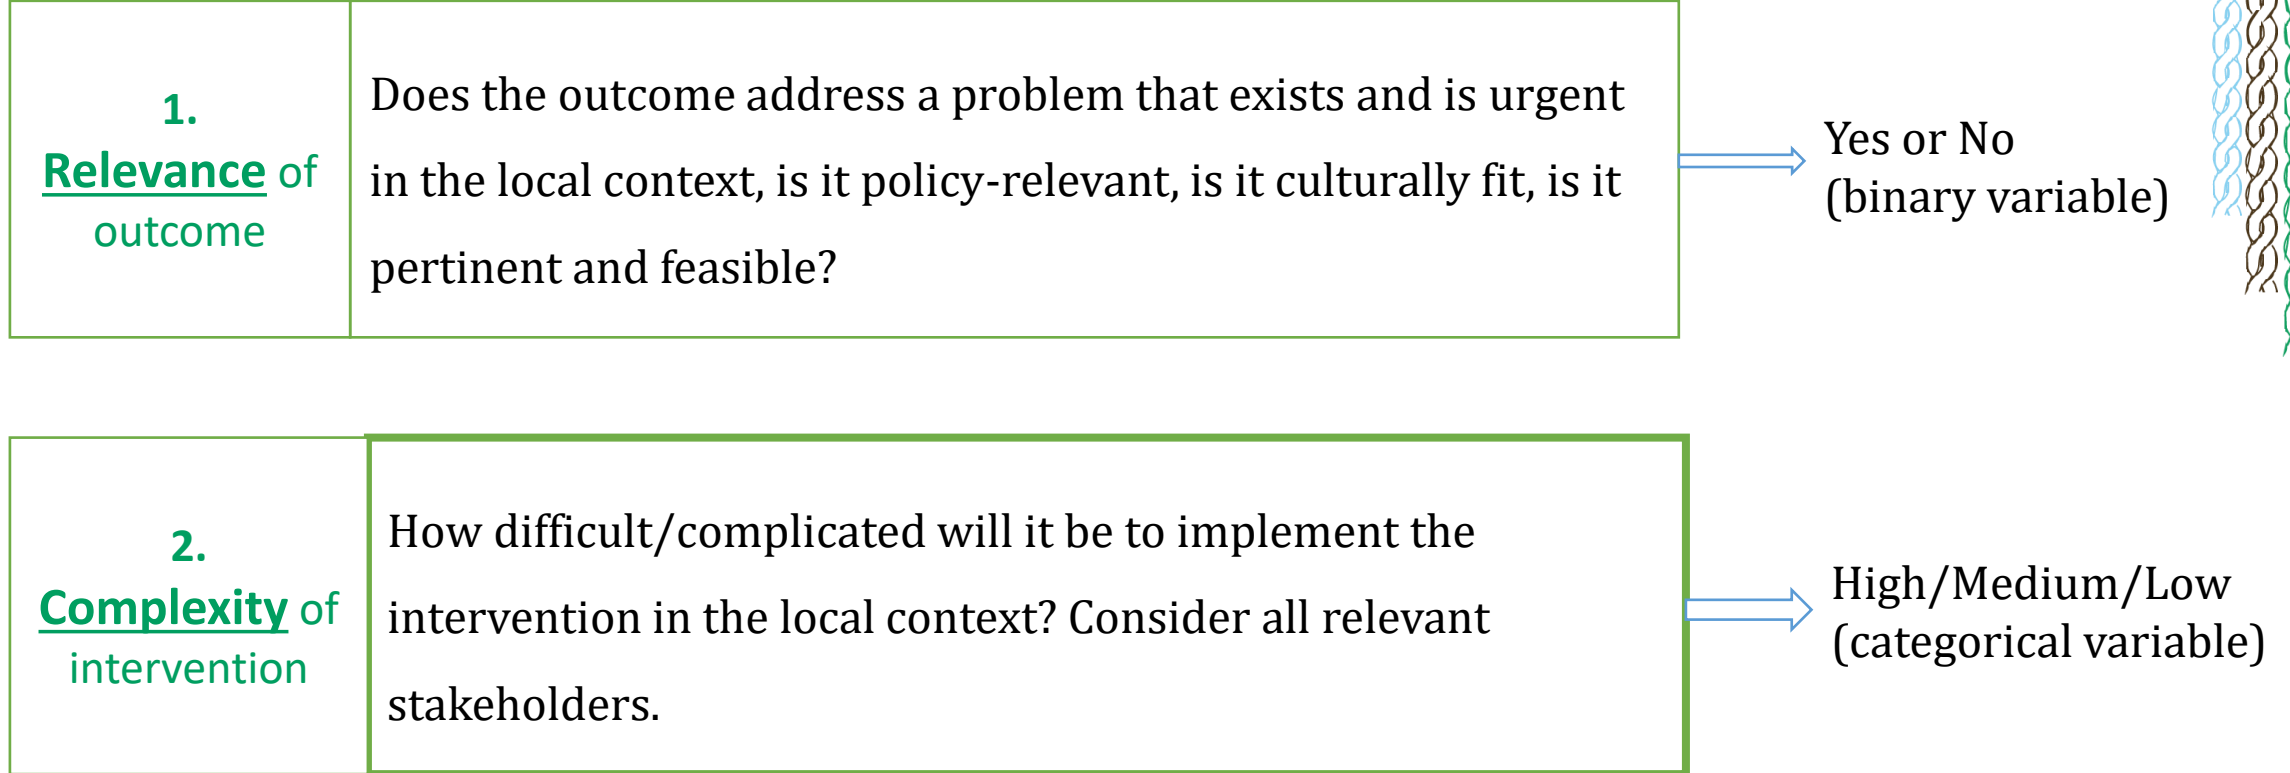 1.
Relevance of
outcome
Does the outcome address a problem that exists and is urgent
in the local context, is it policy-relevant, is it culturally fit, is it
pertinent and feasible?
Yes or No
(binary variable)
2.
Complexity of
intervention
How difficult/complicated will it be to implement the
intervention in the local context? Consider all relevant
stakeholders.
High/Medium/Low
(categorical variable)